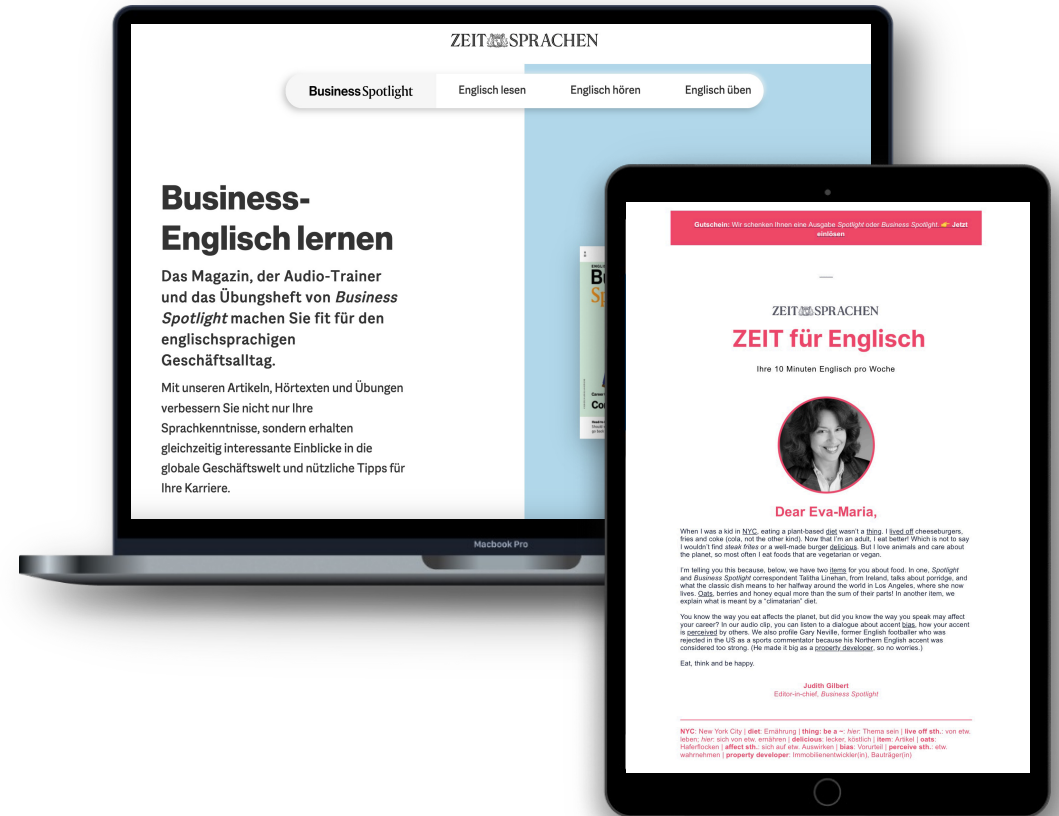 ZEIT SPRACHEN
Business Spotlight
Englisch lesen
Englisch hören
Englisch üben
Business-
Englisch lernen
Das Magazin, der Audio-Trainer
und das Übungsheft von Business
Spotlight machen Sie fit für den
englischsprachigen
Geschäftsalltag.
Mit unseren Artikeln, Hörtexten und Übungen
verbessern Sie nicht nur Ihre
Sprachkenntnisse, sondern erhalten
gleichzeitig interessante Einblicke in die
globale Geschäftswelt und nützliche Tipps für
Ihre Karriere.
Macbook Pro
Gutschein: Wir schenken Ihnen eine Ausgabe Spotlight oder Business Spotlight. 👉 Jetzt
einlösen
ZEIT SPRACHEN
ZEIT für Englisch
Ihre 10 Minuten Englisch pro Woche
Dear Eva-Maria,
When I was a kid in NYC, eating a plant-based diet wasn't a thing. I lived off cheeseburgers,
fries and coke (cola, not the other kind). Now that I'm an adult, I eat better! Which is not to say
I wouldn't find steak frites or a well-made burger delicious. But I love animals and care about
the planet, so most often I eat foods that are vegetarian or vegan.
I'm telling you this because, below, we have two items for you about food. In one, Spotlight
and Business Spotlight correspondent Talitha Linehan, from Ireland, talks about porridge, and
what the classic dish means to her halfway around the world in Los Angeles, where she now
lives. Oats, berries and honey equal more than the sum of their parts! In another item, we
explain what is meant by a "climatarian" diet.
You know the way you eat affects the planet, but did you know the way you speak may affect
your career? In our audio clip, you can listen to a dialogue about accent bias, how your accent
is perceived by others. We also profile Gary Neville, former English footballer who was
rejected in the US as a sports commentator because his Northern English accent was
considered too strong. (He made it big as a property developer, so no worries.)
Eat, think and be happy.
Judith Gilbert
Editor-in-chief, Business Spotlight
NYC: New York City | diet: Ernährung | thing: be a ~: hier: Thema sein | live off sth.: von etw.
leben; hier: sich von etw. ernähren | delicious: lecker, köstlich | item: Artikel | oats:
Haferflocken | affect sth.: sich auf etw. Auswirken | bias: Vorurteil | perceive sth.: etw.
wahrnehmen | property developer: Immobilienentwickler(in), Bauträger(in)